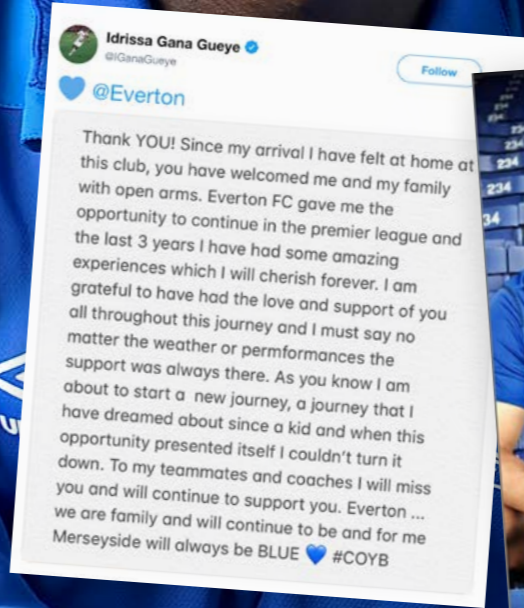 Idrissa Gana Gueye
@IGanaGueye
Follow
💙 @Everton
Thank YOU! Since my arrival I have felt at home at
this club, you have welcomed me and my family
with open arms. Everton FC gave me the
opportunity to continue in the premier league and
the last 3 years I have had some amazing
experiences which I will cherish forever. I am
grateful to have had the love and support of you
all throughout this journey and I must say no
matter the weather or permformances the
support was always there. As you know I am
about to start a  new journey, a journey that I
have dreamed about since a kid and when this
opportunity presented itself I couldn't turn it
down. To my teammates and coaches I will miss
you and will continue to support you. Everton ...
we are family and will continue to be and for me
Merseyside will always be BLUE 💙 #COYB
234
234
234